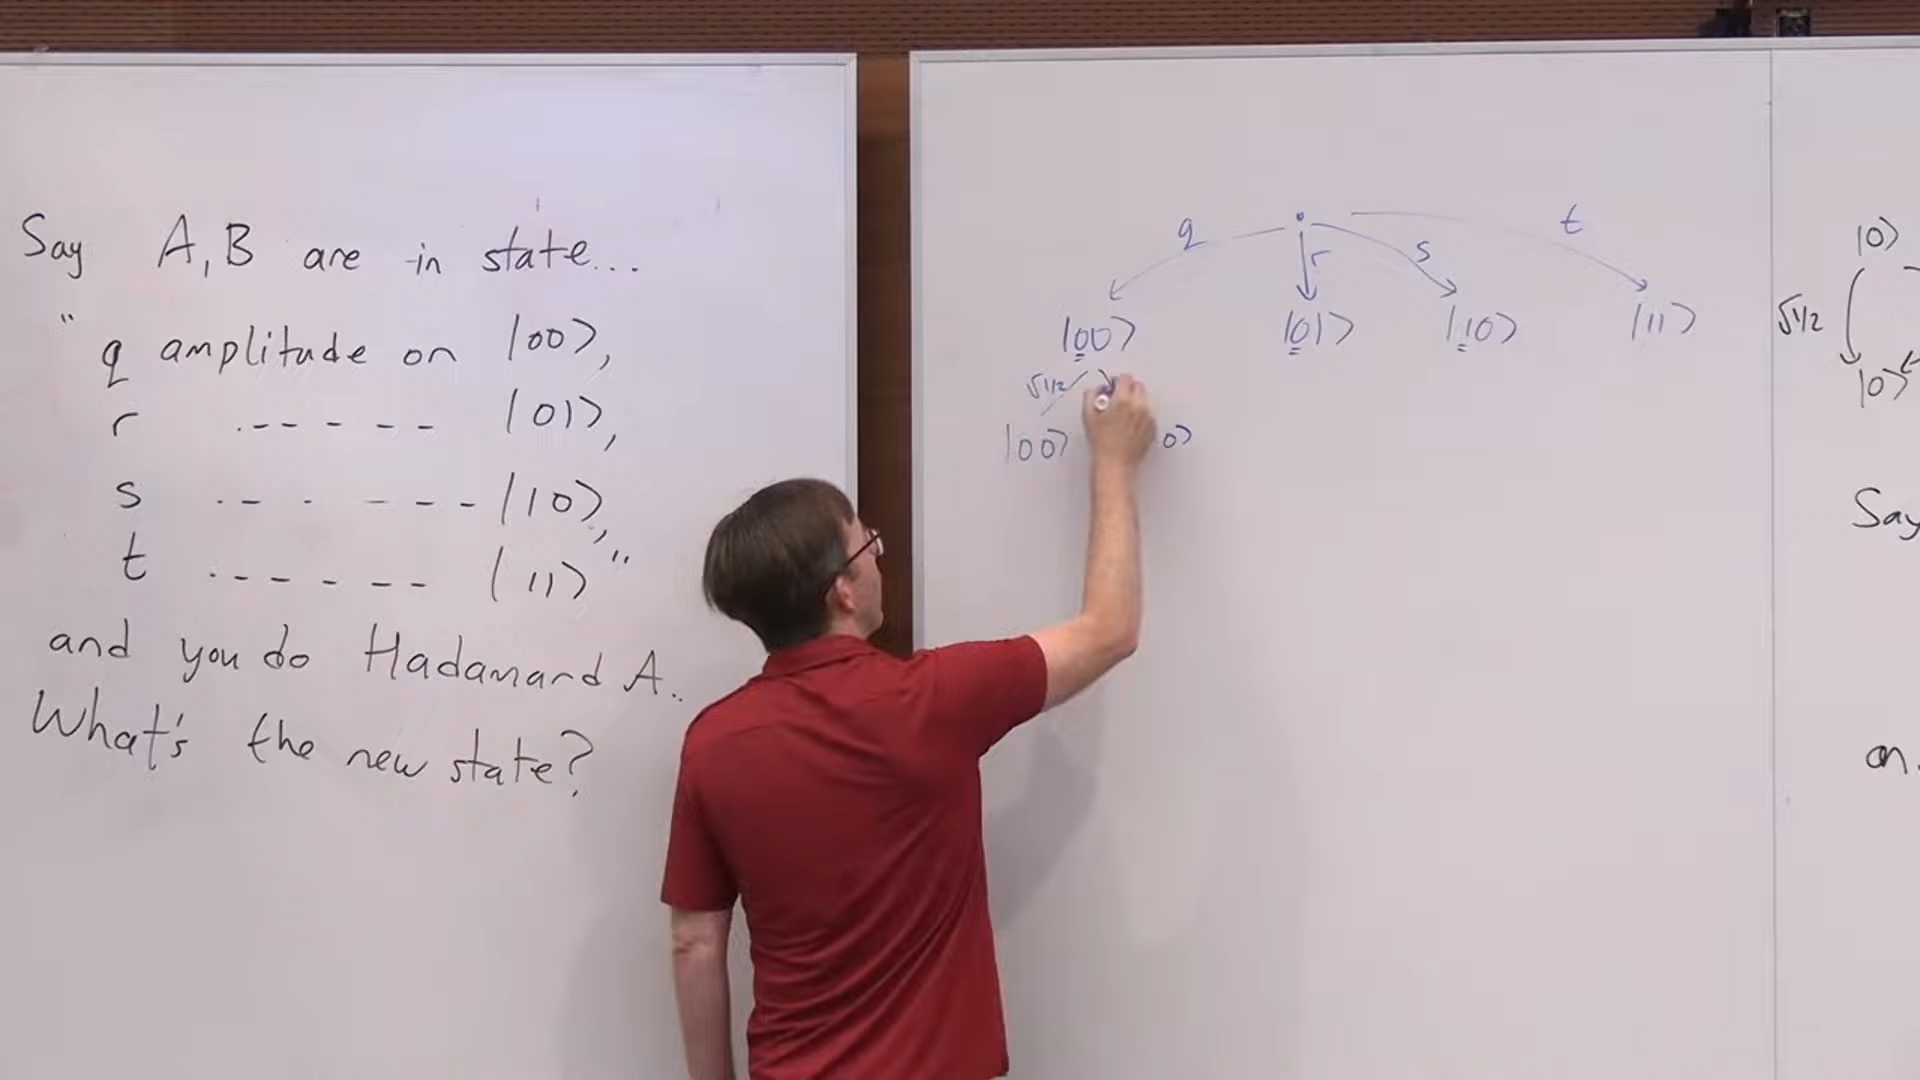 Say A, B are in state...
"q amplitude on |00⟩,
r ------ |01⟩,
s ------ |10⟩,
t ------ |11⟩"
and you do Hadamard A.
What's the new state?
q r s t
|00⟩ |01⟩ |10⟩ |11⟩
√1/2
|00⟩ 0⟩
|0⟩
√1/2
|0⟩
Say
on